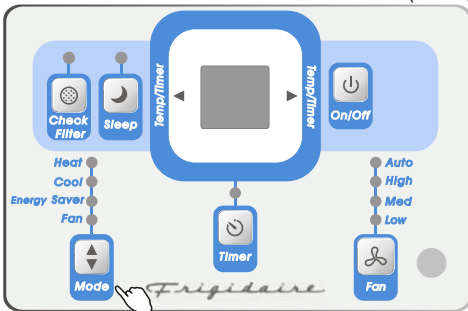 Temp/Timer
Temp/Timer
Check
Filter
Sleep
On/Off
Heat
Cool
Energy Saver
Fan
Auto
High
Med
Low
Timer
Mode
Fan
Frigidaire